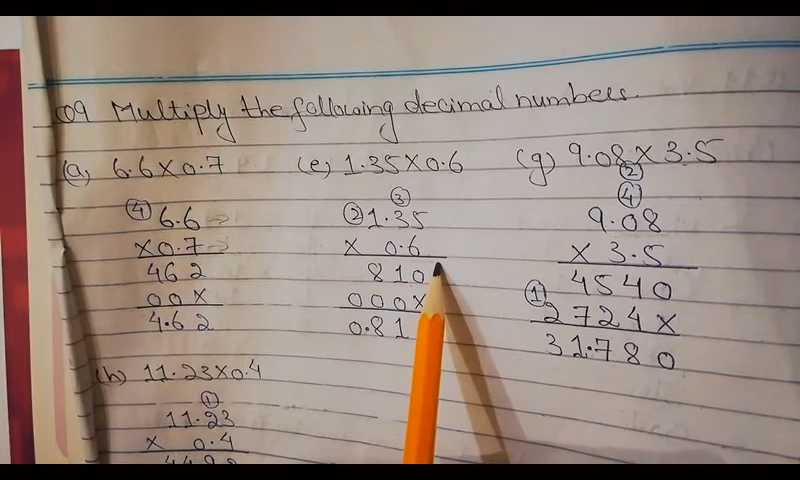 Q9 Multiply the following decimal numbers.
(a) 6.6 X 0.7 (e) 1.35 X 0.6 (g) 9.08 X 3.5
④ 6.6
X 0.7
462
00X
4.62
③
② 1.35
X 0.6
810
000X
0.81
②
④
9.08
X 3.5
4540
① 2724X
31.780
(h) 11.23 X 0.4
①
11.23
X 0.4